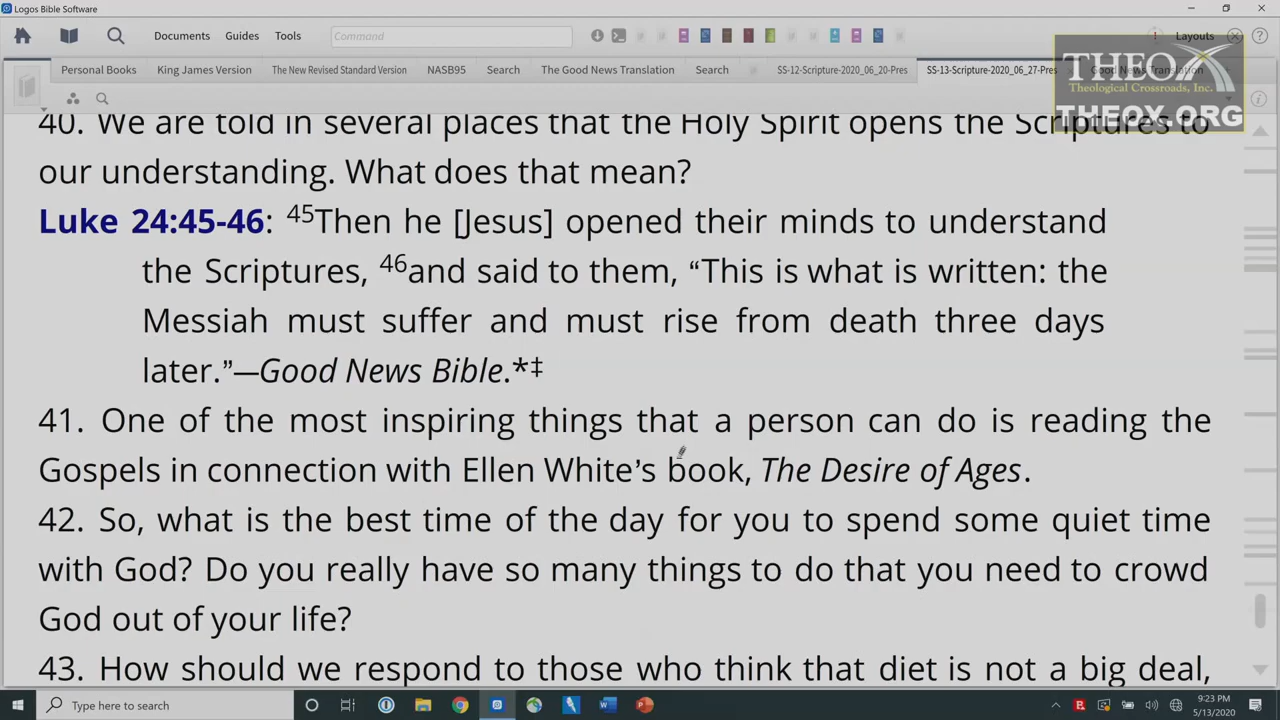 Logos Bible Software
Documents Guides Tools Command Layouts
Personal Books King James Version The New Revised Standard Version NASB95 Search The Good News Translation Search SS-12-Scripture-2020_06_20-Pres SS-13-Scripture-2020_06_27-Pres Good News Translation
THEOX
Theological Crossroads, Inc.
THEOX.ORG
40. We are told in several places that the Holy Spirit opens the Scriptures to
our understanding. What does that mean?
Luke 24:45-46: 45Then he [Jesus] opened their minds to understand
the Scriptures, 46and said to them, “This is what is written: the
Messiah must suffer and must rise from death three days
later.”—Good News Bible.*‡
41. One of the most inspiring things that a person can do is reading the
Gospels in connection with Ellen White’s book, The Desire of Ages.
42. So, what is the best time of the day for you to spend some quiet time
with God? Do you really have so many things to do that you need to crowd
God out of your life?
43. How should we respond to those who think that diet is not a big deal,
Type here to search
9:23 PM
5/13/2020